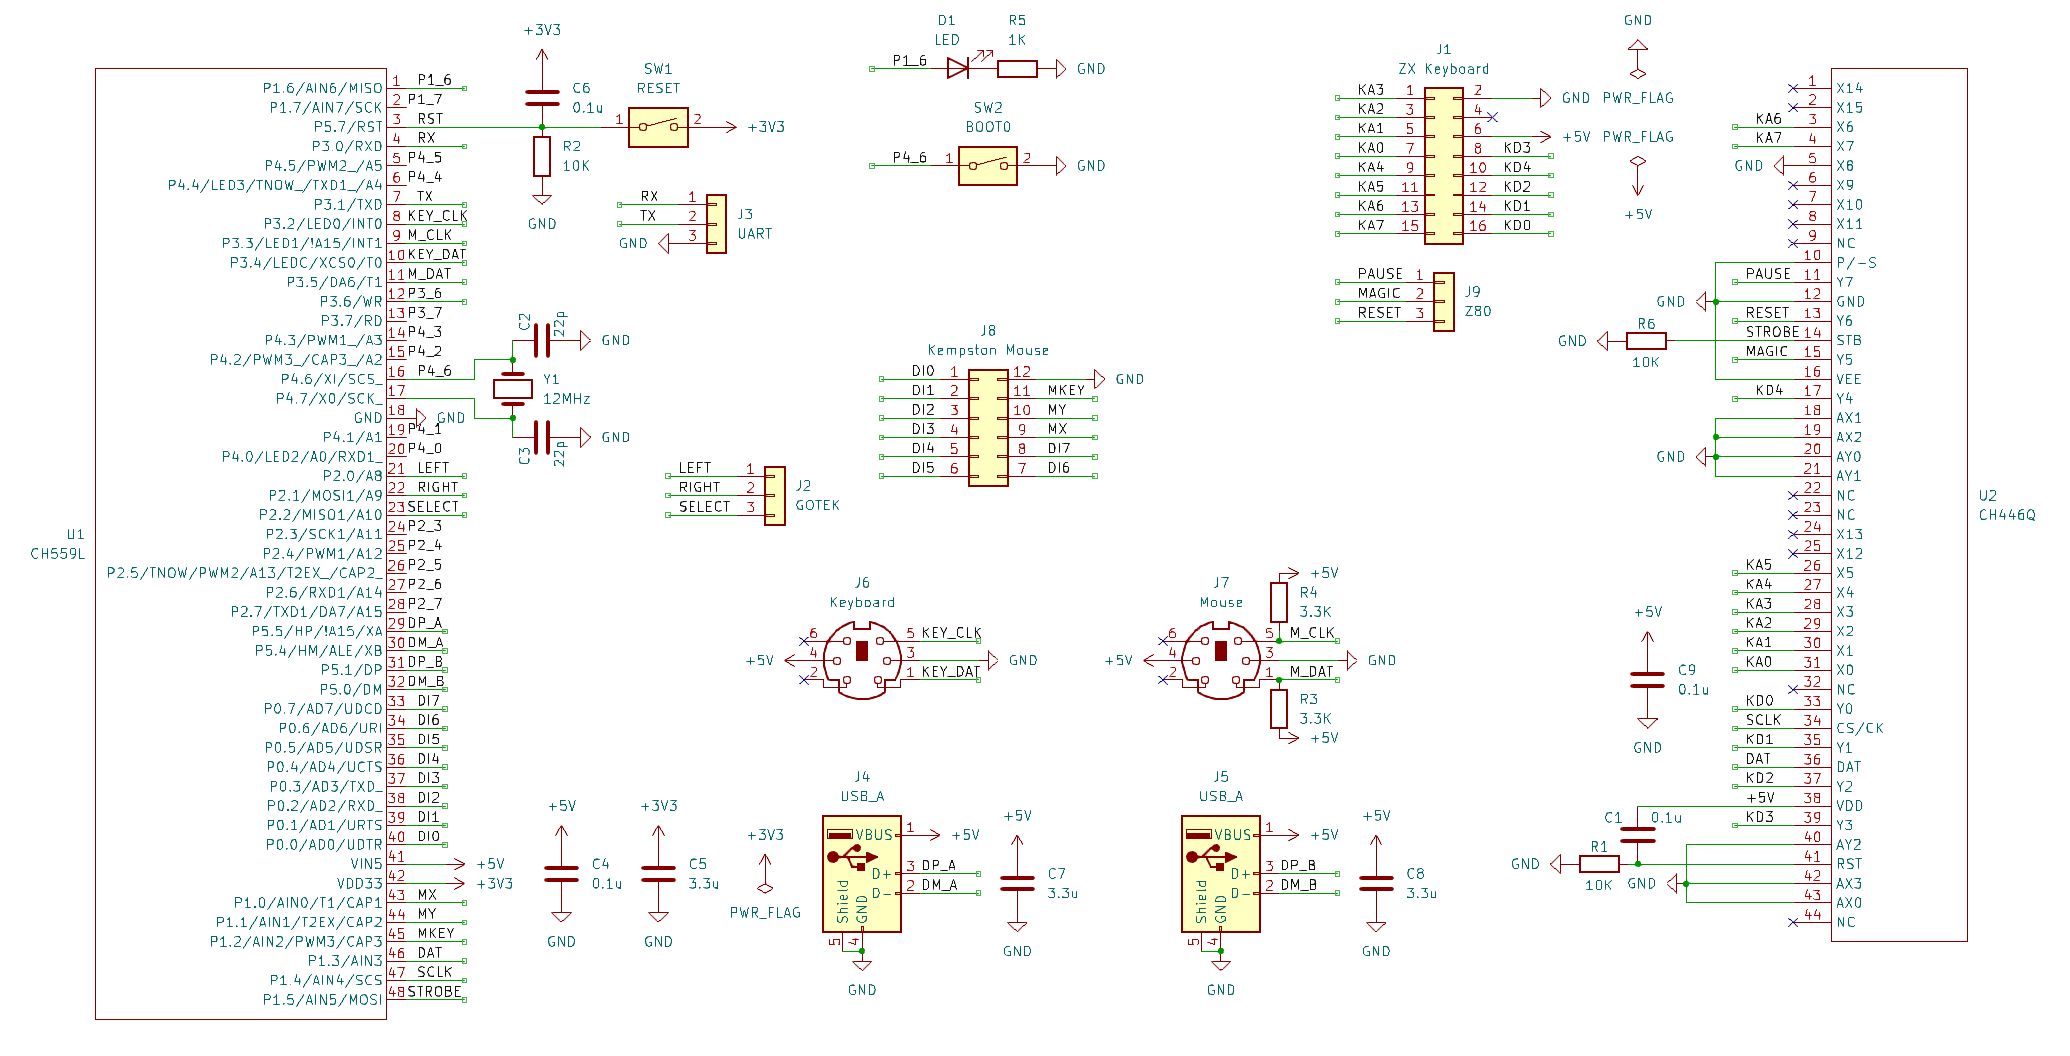 U1
CH559L
P1.6/AIN6/MISO 1 P1_6
P1.7/AIN7/SCK 2 P1_7
P5.7/RST 3 RST
P3.0/RXD 4 RX
P4.5/PWM2_/A5 5 P4_5
P4.4/LED3/TNOW_/TXD1_/A4 6 P4_4
P3.1/TXD 7 TX
P3.2/LED0/INT0 8 KEY_CLK
P3.3/LED1/!A15/INT1 9 M_CLK
P3.4/LEDC/XCS0/T0 10 KEY_DAT
P3.5/DA6/T1 11 M_DAT
P3.6/WR 12 P3_6
P3.7/RD 13 P3_7
P4.3/PWM1_/A3 14 P4_3
P4.2/PWM3_/CAP3_/A2 15 P4_2
P4.6/XI/SCS_ 16 P4_6
P4.7/XO/SCK_ 17
GND 18 GND
P4.1/A1 19 P4_1
P4.0/LED2/A0/RXD1_ 20 P4_0
P2.0/A8 21 LEFT
P2.1/MOSI1/A9 22 RIGHT
P2.2/MISO1/A10 23 SELECT
P2.3/SCK1/A11 24 P2_3
P2.4/PWM1/A12 25 P2_4
P2.5/TNOW/PWM2/A13/T2EX_/CAP2_ 26 P2_5
P2.6/RXD1/A14 27 P2_6
P2.7/TXD1/DA7/A15 28 P2_7
P5.5/HP/!A15/XA 29 DP_A
P5.4/HM/ALE/XB 30 DM_A
P5.1/DP 31 DP_B
P5.0/DM 32 DM_B
P0.7/AD7/UDCD 33 DI7
P0.6/AD6/URI 34 DI6
P0.5/AD5/UDSR 35 DI5
P0.4/AD4/UCTS 36 DI4
P0.3/AD3/TXD_ 37 DI3
P0.2/AD2/RXD_ 38 DI2
P0.1/AD1/URTS 39 DI1
P0.0/AD0/UDTR 40 DI0
VIN5 41 +5V
VDD33 42 +3V3
P1.0/AIN0/T1/CAP1 43 MX
P1.1/AIN1/T2EX/CAP2 44 MY
P1.2/AIN2/PWM3/CAP3 45 MKEY
P1.3/AIN3 46 DAT
P1.4/AIN4/SCS 47 SCLK
P1.5/AIN5/MOSI 48 STROBE
+3V3
C6
0.1u
R2
10K
GND
SW1
RESET
1 2 +3V3
RX 1
TX 2
GND 3
J3
UART
C2
22p
GND
Y1
12MHz
C3
22p
GND
LEFT 1
RIGHT 2
SELECT 3
J2
GOTEK
D1
LED
R5
1K
P1_6 GND
SW2
BOOT0
P4_6 1 2 GND
J8
Kempston Mouse
DI0 1 12 GND
DI1 2 11 MKEY
DI2 3 10 MY
DI3 4 9 MX
DI4 5 8 DI7
DI5 6 7 DI6
J6
Keyboard
6 5 KEY_CLK
+5V 4 3 GND
2 1 KEY_DAT
J7
Mouse
+5V
R4
3.3K
6 5 M_CLK
+5V 4 3 GND
2 1 M_DAT
R3
3.3K
+5V
+5V
C4
0.1u
GND
+3V3
C5
3.3u
GND
+3V3
PWR_FLAG
J4
USB_A
VBUS 1 +5V
D+ 3 DP_A
D- 2 DM_A
Shield GND
5 4
GND
+5V
C7
3.3u
GND
J5
USB_A
VBUS 1 +5V
D+ 3 DP_B
D- 2 DM_B
Shield GND
5 4
GND
+5V
C8
3.3u
GND
J1
ZX Keyboard
KA3 1 2 GND
KA2 3 4
KA1 5 6 +5V
KA0 7 8 KD3
KA4 9 10 KD4
KA5 11 12 KD2
KA6 13 14 KD1
KA7 15 16 KD0
GND
PWR_FLAG
PWR_FLAG
+5V
PAUSE 1
MAGIC 2
RESET 3
J9
Z80
R6
GND
10K
+5V
C9
0.1u
GND
C1 0.1u
R1
GND
10K
U2
CH446Q
1 X14
2 X15
KA6 3 X6
KA7 4 X7
GND 5 X8
6 X9
7 X10
8 X11
9 NC
10 P/-S
PAUSE 11 Y7
GND 12 GND
RESET 13 Y6
STROBE 14 STB
MAGIC 15 Y5
16 VEE
KD4 17 Y4
18 AX1
19 AX2
GND 20 AY0
21 AY1
22 NC
23 NC
24 X13
25 X12
KA5 26 X5
KA4 27 X4
KA3 28 X3
KA2 29 X2
KA1 30 X1
KA0 31 X0
32 NC
KD0 33 Y0
SCLK 34 CS/CK
KD1 35 Y1
DAT 36 DAT
KD2 37 Y2
+5V 38 VDD
KD3 39 Y3
40 AY2
41 RST
GND 42 AX3
43 AX0
44 NC